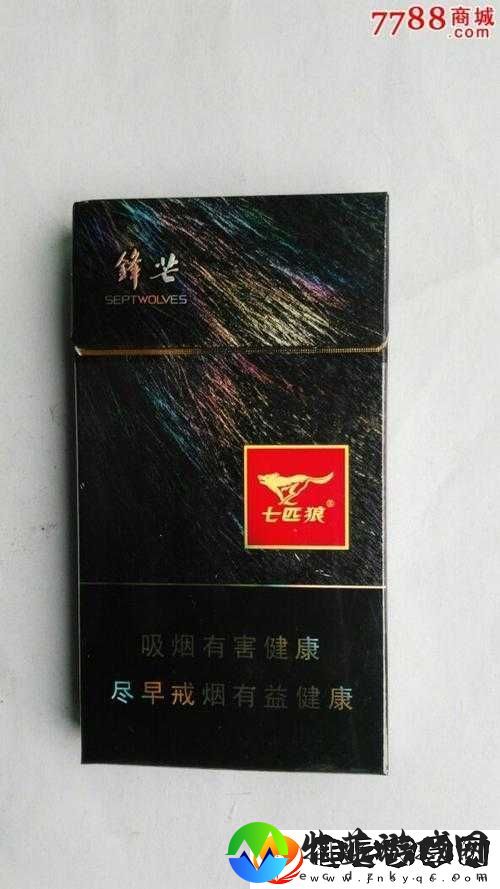 7788商城
.com
鋒芒
SEPTWOLVES
七匹狼®
吸烟有害健康
尽早戒烟有益健康